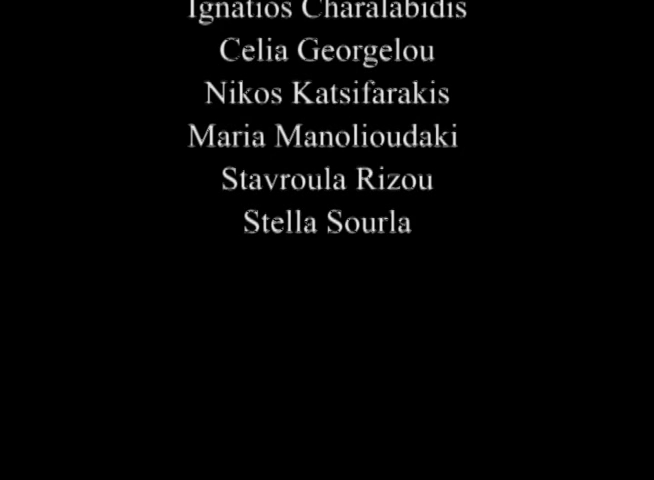 Ignatios Charalabidis
Celia Georgelou
Nikos Katsifarakis
Maria Manolioudaki
Stavroula Rizou
Stella Sourla